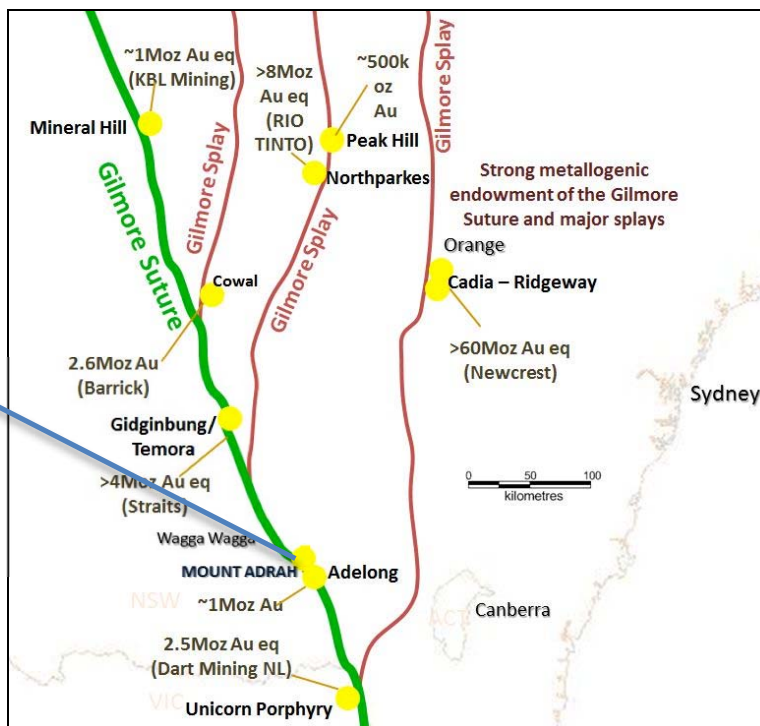 ~1Moz Au eq
(KBL Mining)
Mineral Hill
Gilmore Suture
Gilmore Splay
>8Moz
Au eq
(RIO
TINTO)
~500k
oz
Au
Peak Hill
Northparkes
Gilmore Splay
Gilmore Splay
Strong metallogenic
endowment of the Gilmore
Suture and major splays
Orange
Cadia – Ridgeway
>60Moz Au eq
(Newcrest)
Cowal
2.6Moz Au
(Barrick)
Sydney
Gidginbung/
Temora
>4Moz Au eq
(Straits)
0 50 100
kilometres
Wagga Wagga
MOUNT ADRAH
Adelong
~1Moz Au
NSW
ACT
Canberra
2.5Moz Au eq
(Dart Mining NL)
VIC
Unicorn Porphyry